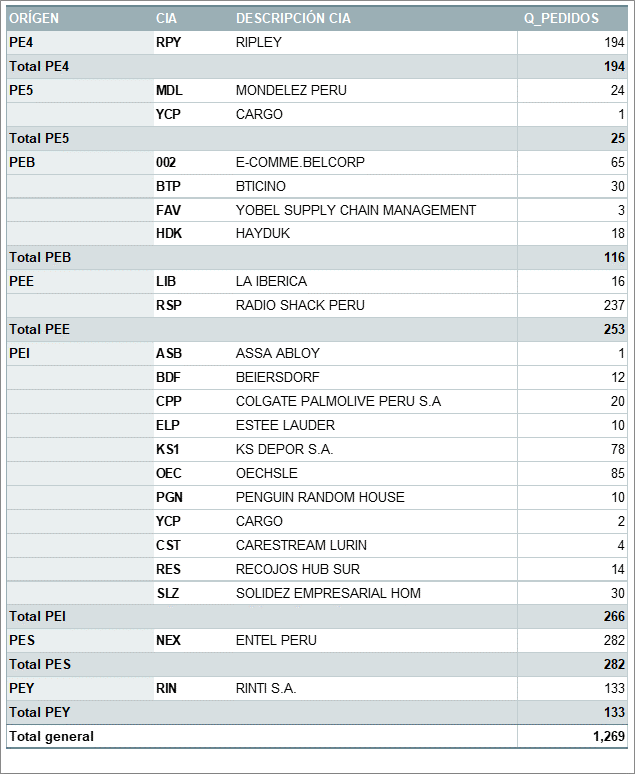 ORÍGEN CIA DESCRIPCIÓN CIA Q_PEDIDOS
PE4 RPY RIPLEY 194
Total PE4 194
PE5 MDL MONDELEZ PERU 24
YCP CARGO 1
Total PE5 25
PEB 002 E-COMME.BELCORP 65
BTP BTICINO 30
FAV YOBEL SUPPLY CHAIN MANAGEMENT 3
HDK HAYDUK 18
Total PEB 116
PEE LIB LA IBERICA 16
RSP RADIO SHACK PERU 237
Total PEE 253
PEI ASB ASSA ABLOY 1
BDF BEIERSDORF 12
CPP COLGATE PALMOLIVE PERU S.A 20
ELP ESTEE LAUDER 10
KS1 KS DEPOR S.A. 78
OEC OECHSLE 85
PGN PENGUIN RANDOM HOUSE 10
YCP CARGO 2
CST CARESTREAM LURIN 4
RES RECOJOS HUB SUR 14
SLZ SOLIDEZ EMPRESARIAL HOM 30
Total PEI 266
PES NEX ENTEL PERU 282
Total PES 282
PEY RIN RINTI S.A. 133
Total PEY 133
Total general 1,269